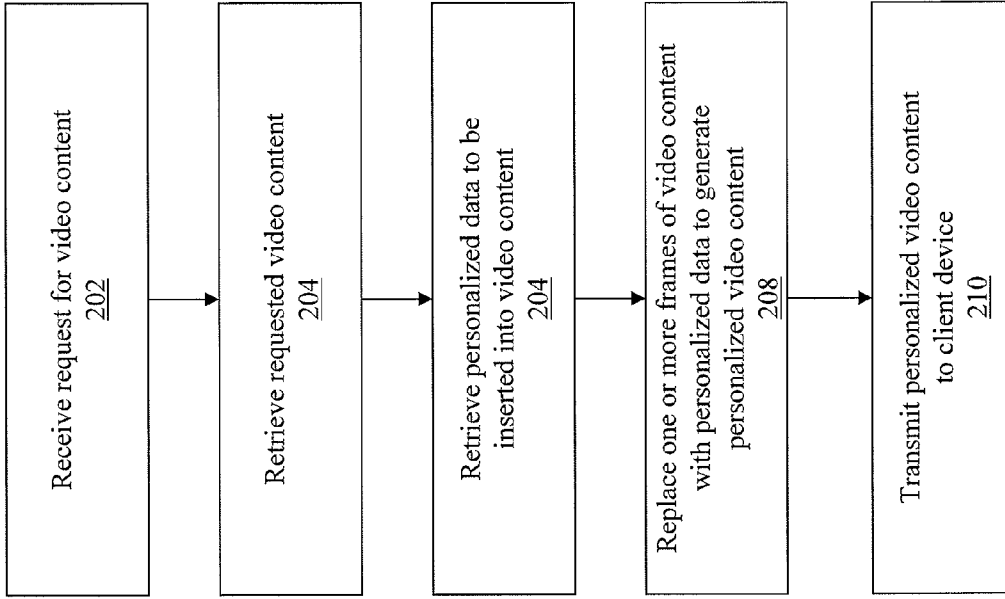 Receive request for video content
202
Retrieve requested video content
204
Retrieve personalized data to be
inserted into video content
204
Replace one or more frames of video content
with personalized data to generate
personalized video content
208
Transmit personalized video content
to client device
210